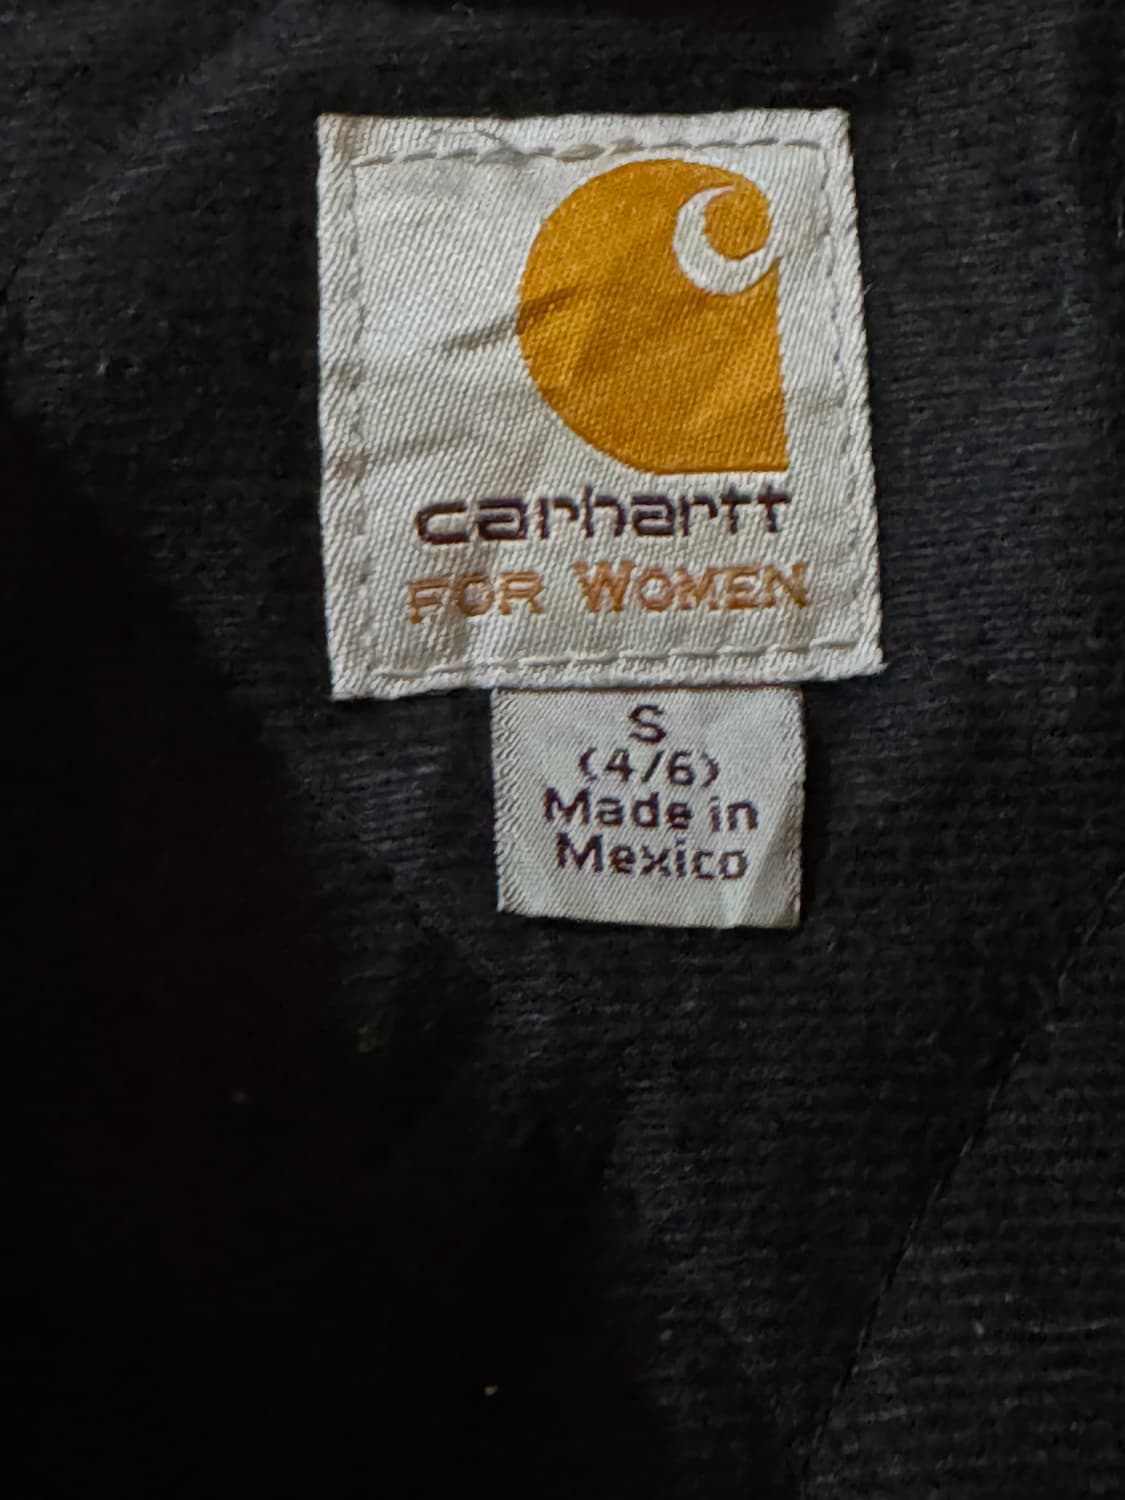 carhartt
FOR WOMEN
S
(4/6)
Made in
Mexico